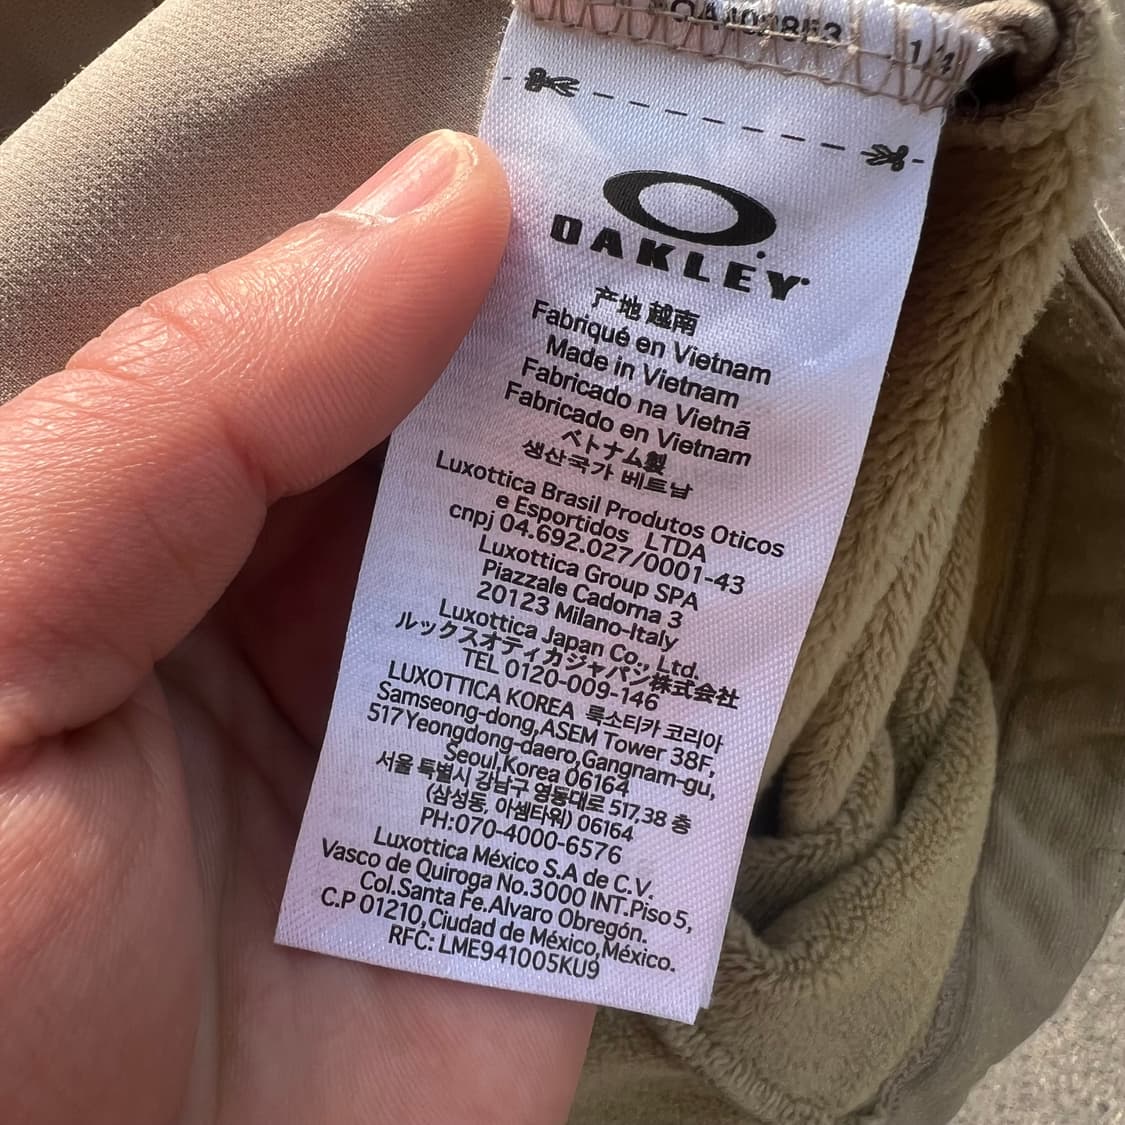 1/4
OAKLEY
产地 越南
Fabriqué en Vietnam
Made in Vietnam
Fabricado na Vietnã
Fabricado en Vietnam
ベトナム製
생산국가 베트남
Luxottica Brasil Produtos Oticos
e Esportidos LTDA
cnpj 04.692.027/0001-43
Luxottica Group SPA
Piazzale Cadorna 3
20123 Milano-Italy
Luxottica Japan Co., Ltd.
ルックスオティカジャパン株式会社
TEL 0120-009-146
LUXOTTICA KOREA 룩소티카 코리아
Samseong-dong,ASEM Tower 38F,
517Yeongdong-daero,Gangnam-gu,
Seoul,Korea 06164
서울 특별시 강남구 영동대로 517,38 층
(삼성동, 아셈타워) 06164
PH:070-4000-6576
Luxottica México S.A de C.V.
Vasco de Quiroga No.3000 INT.Piso 5,
Col.Santa Fe.Alvaro Obregón.
C.P 01210,Ciudad de México,México.
RFC: LME941005KU9